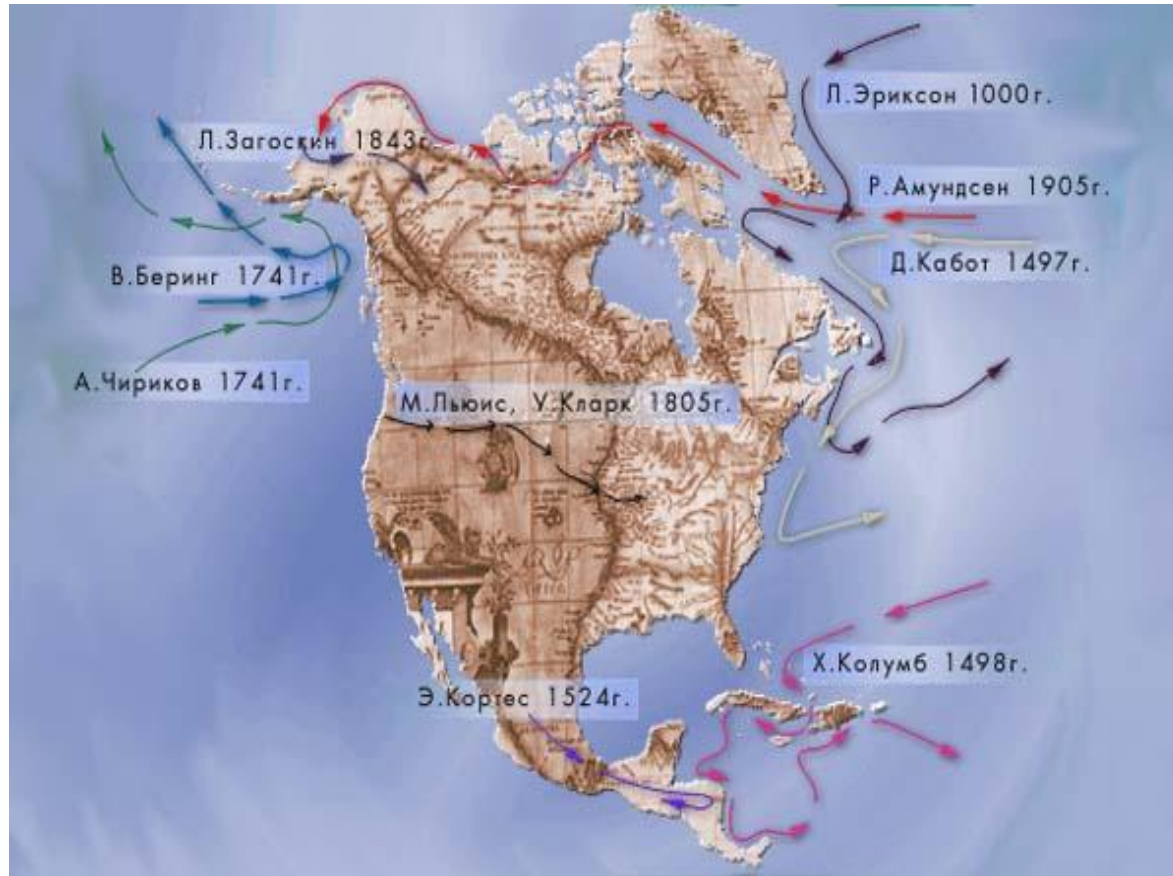 Л.Эриксон 1000г.
Л.Загоскин 1843г.
Р.Амундсен 1905г.
Д.Кабот 1497г.
В.Беринг 1741г.
А.Чириков 1741г.
М.Льюис, У.Кларк 1805г.
Х.Колумб 1498г.
Э.Кортес 1524г.